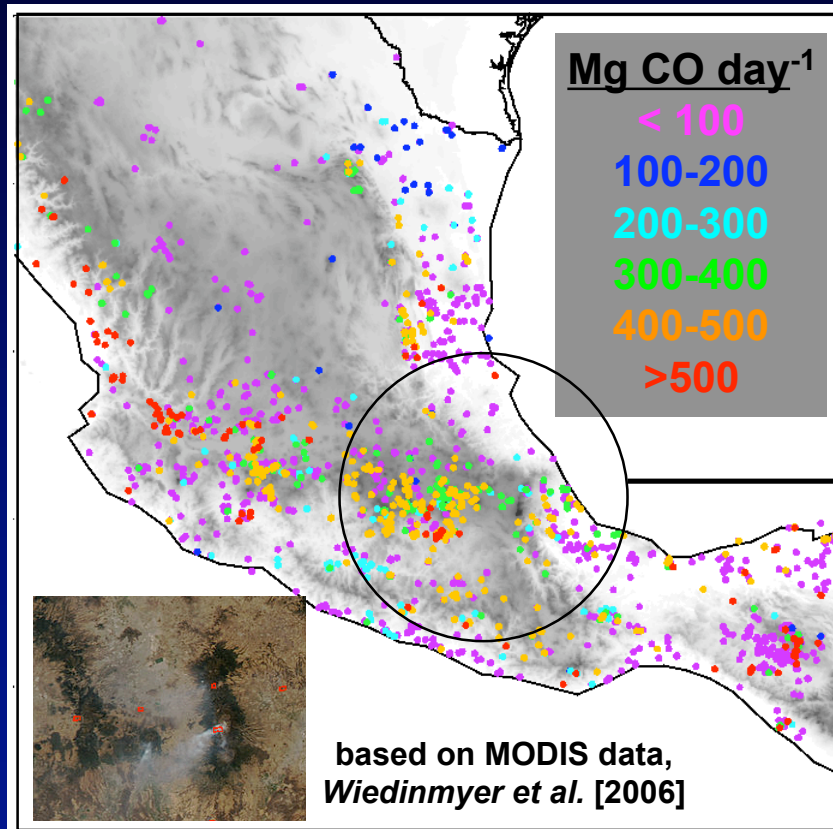 Mg CO day⁻¹
< 100
100-200
200-300
300-400
400-500
>500
based on MODIS data,
Wiedinmyer et al. [2006]